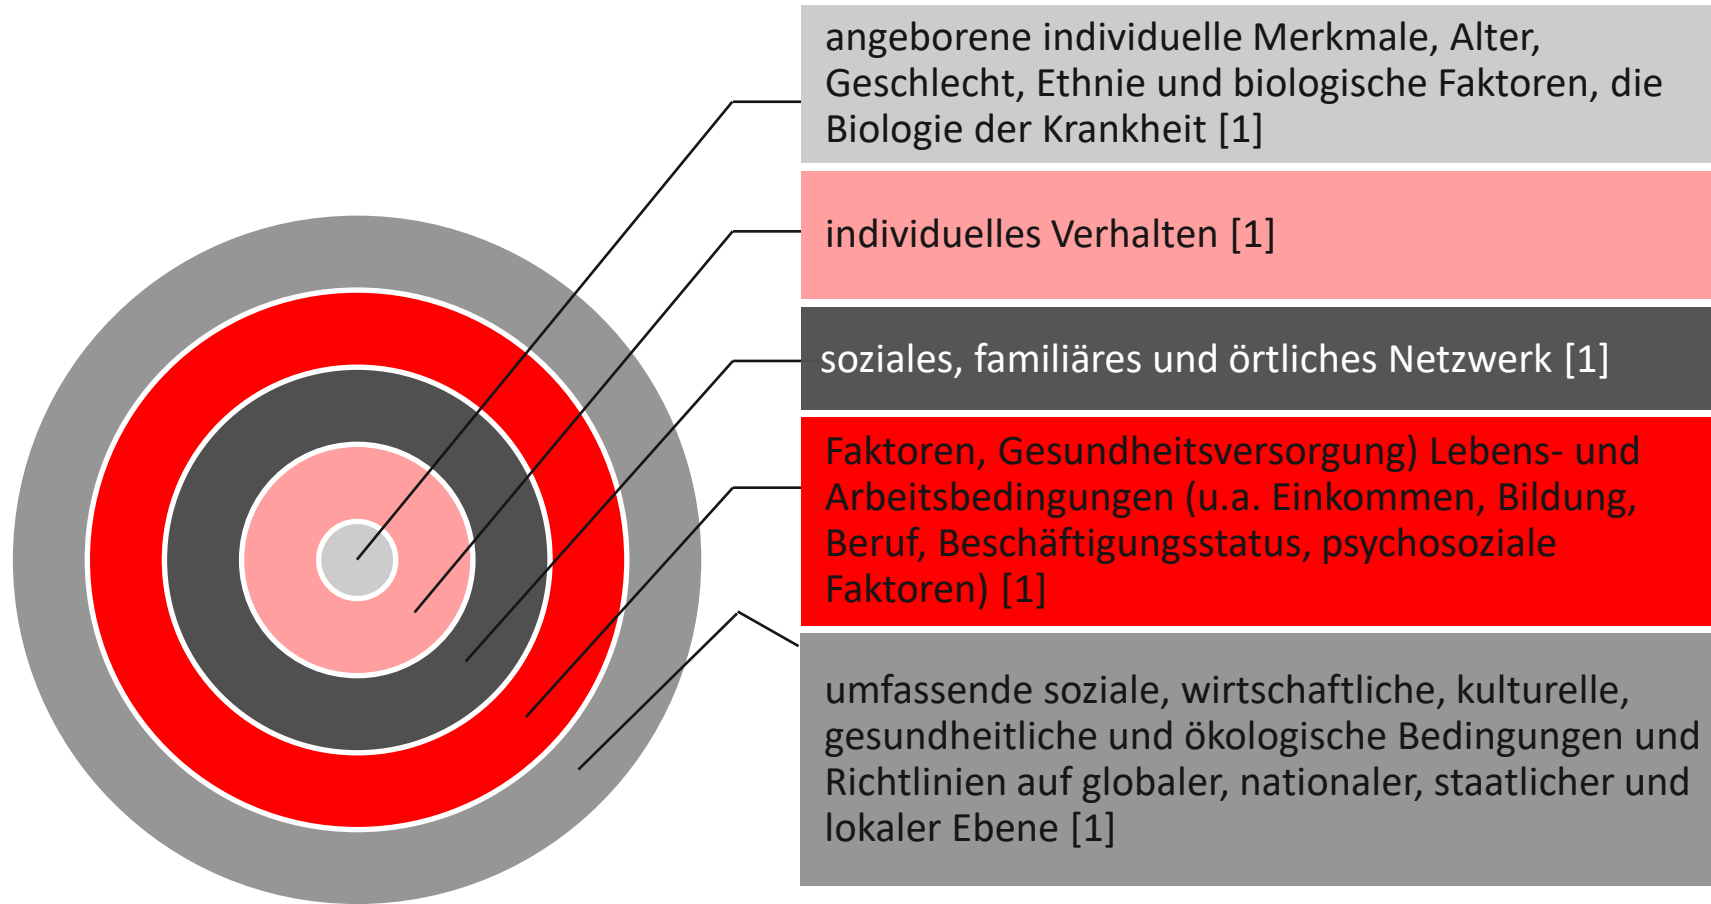 angeborene individuelle Merkmale, Alter,
Geschlecht, Ethnie und biologische Faktoren, die
Biologie der Krankheit [1]
individuelles Verhalten [1]
soziales, familiäres und örtliches Netzwerk [1]
Faktoren, Gesundheitsversorgung) Lebens- und
Arbeitsbedingungen (u.a. Einkommen, Bildung,
Beruf, Beschäftigungsstatus, psychosoziale
Faktoren) [1]
umfassende soziale, wirtschaftliche, kulturelle,
gesundheitliche und ökologische Bedingungen und
Richtlinien auf globaler, nationaler, staatlicher und
lokaler Ebene [1]